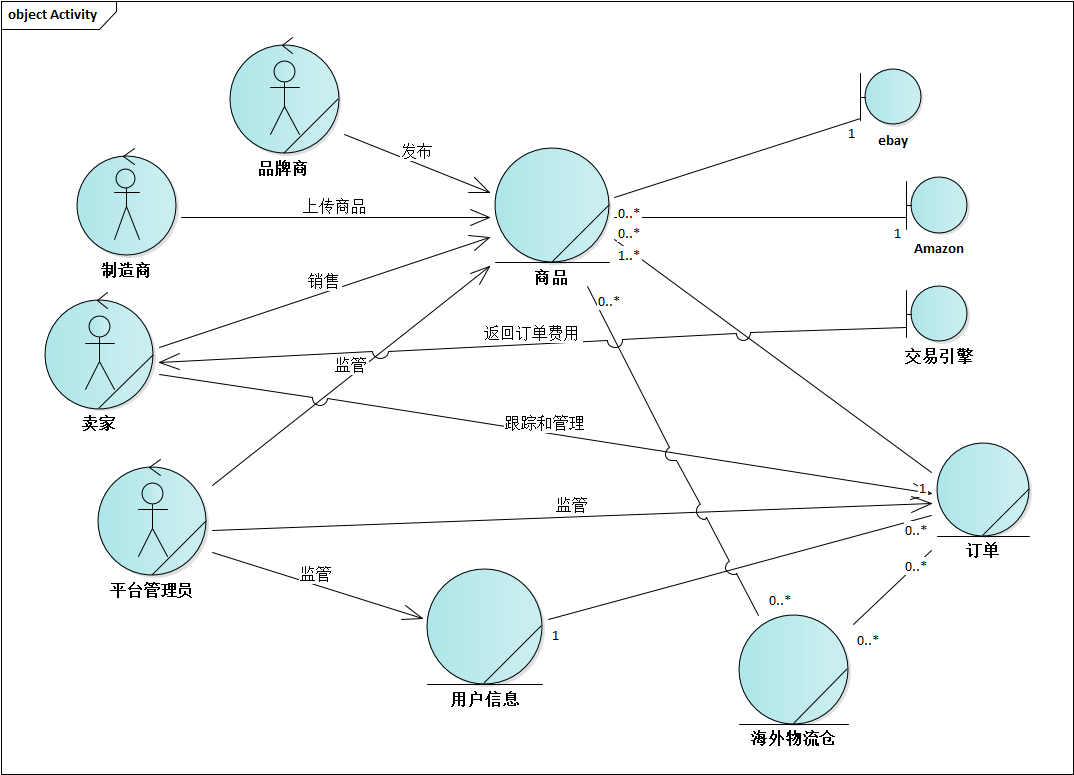 object Activity
品牌商
发布
ebay
1
制造商
上传商品
商品
0..*
0..*
1..*
1
Amazon
销售
0..*
返回订单费用
交易引擎
监管
卖家
跟踪和管理
1
监管
0..*
订单
平台管理员
监管
0..*
0..*
1
0..*
用户信息
海外物流仓